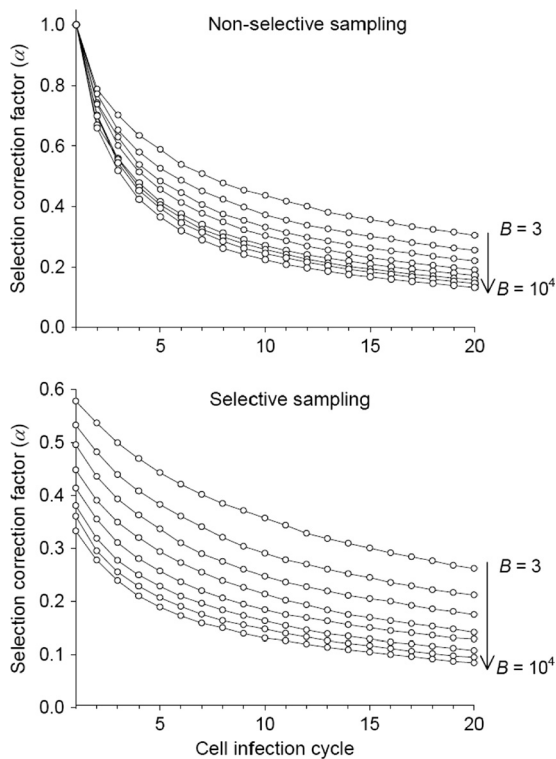 Non-selective sampling
Selection correction factor (α)
1.0
0.8
0.6
0.4
0.2
0.0
B = 3
B = 10⁴
5
10
15
20
Selective sampling
Selection correction factor (α)
0.6
0.5
0.4
0.3
0.2
0.1
0.0
B = 3
B = 10⁴
5
10
15
20
Cell infection cycle